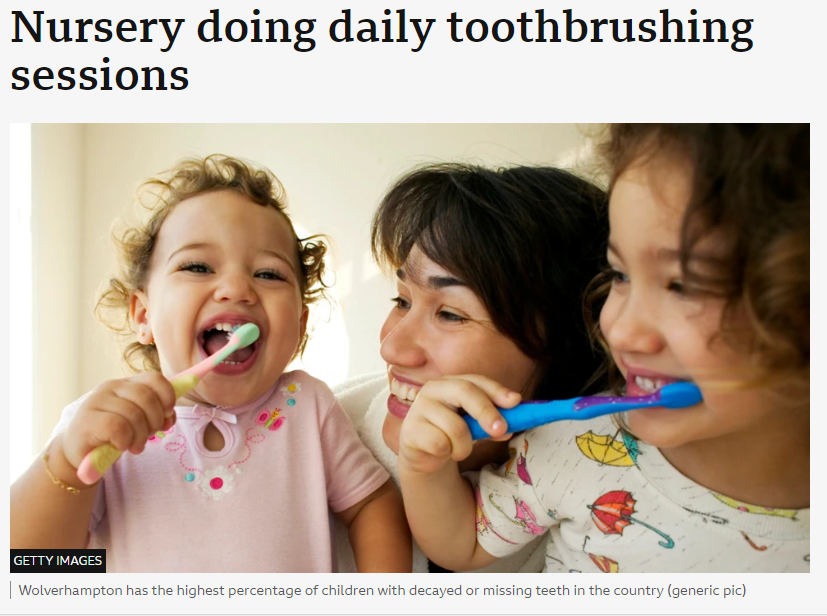 Nursery doing daily toothbrushing
sessions
GETTY IMAGES
Wolverhampton has the highest percentage of children with decayed or missing teeth in the country (generic pic)